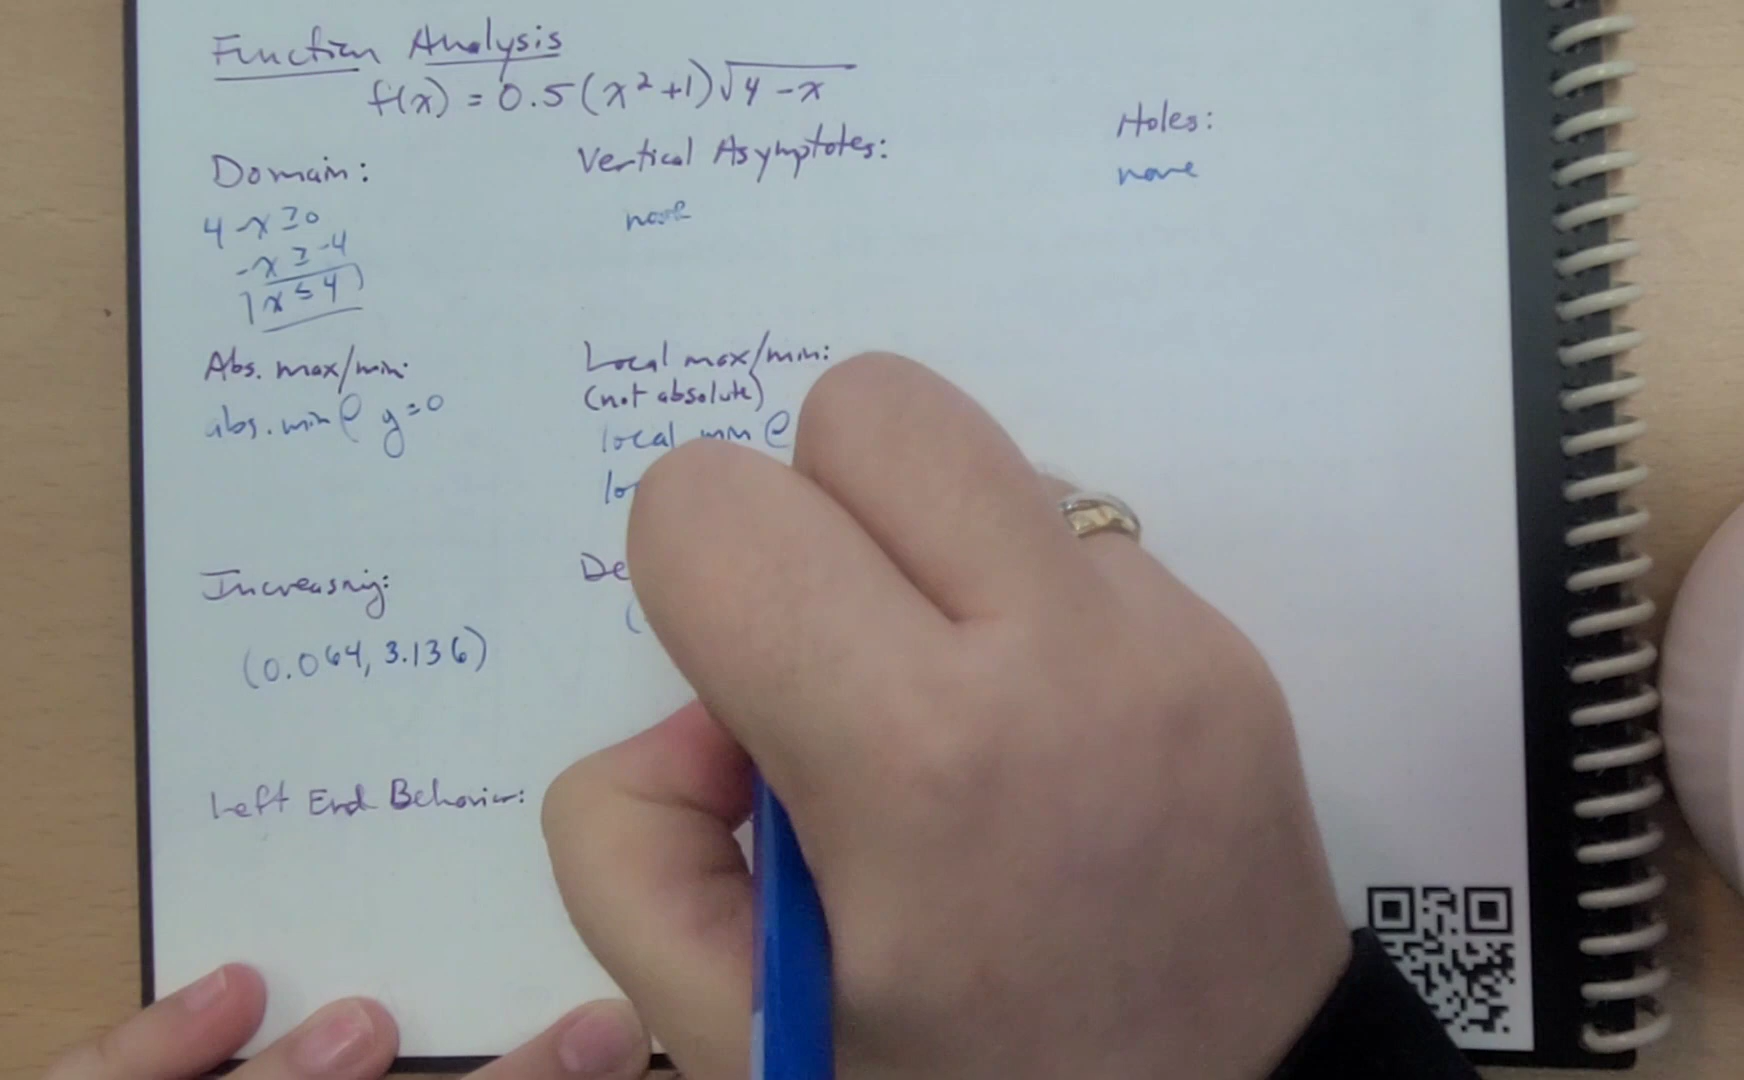 Function Analysis
f(x) = 0.5(x² +1)√4-x
Domain:
4-x≥0
-x≥-4
x≤4
Vertical Asymptotes:
none
Holes:
none
Abs. max/min:
abs. min @ y=0
Local max/min:
(not absolute)
local min @
Increasing:
(0.064, 3.136)
Left End Behavior: